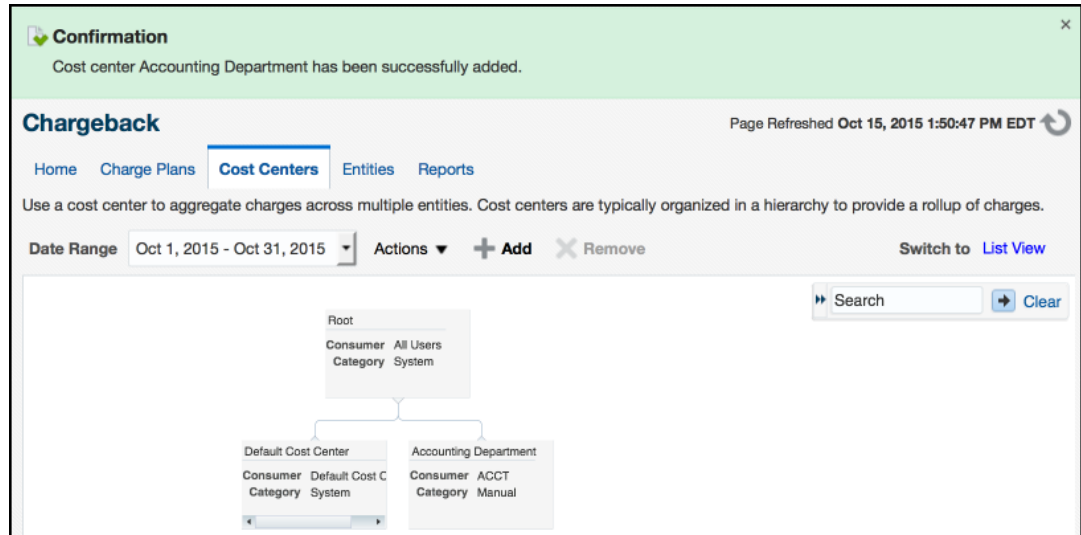 Confirmation
Cost center Accounting Department has been successfully added.
Chargeback
Page Refreshed Oct 15, 2015 1:50:47 PM EDT
Home Charge Plans Cost Centers Entities Reports
Use a cost center to aggregate charges across multiple entities. Cost centers are typically organized in a hierarchy to provide a rollup of charges.
Date Range Oct 1, 2015 - Oct 31, 2015 Actions Add Remove Switch to List View
Search Clear
Root
Consumer All Users
Category System
Default Cost Center
Consumer Default Cost C
Category System
Accounting Department
Consumer ACCT
Category Manual